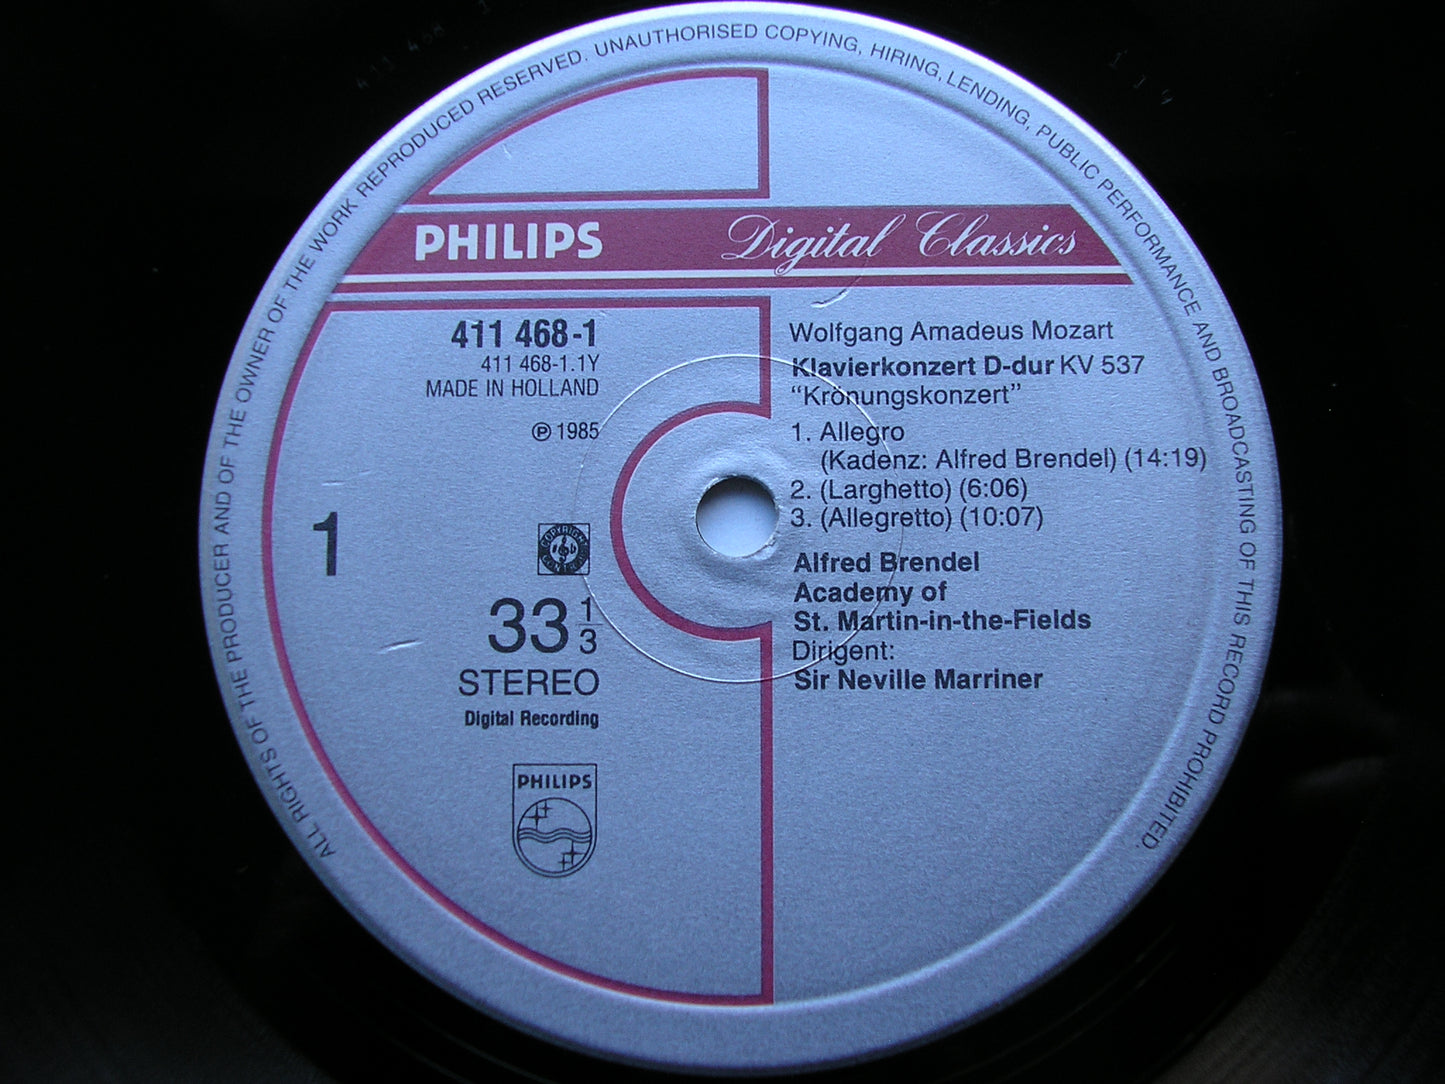 ALL RIGHTS OF THE PRODUCER AND OF THE OWNER OF THE WORK REPRODUCED RESERVED. UNAUTHORISED COPYING, HIRING, LENDING, PUBLIC PERFORMANCE AND BROADCASTING OF THIS RECORD PROHIBITED.
PHILIPS Digital Classics
411 468-1
411 468-1.1Y
MADE IN HOLLAND
℗ 1985
1
COPYRIGHT
33 1/3
STEREO
Digital Recording
PHILIPS
Wolfgang Amadeus Mozart
Klavierkonzert D-dur KV 537
“Krönungskonzert”
1. Allegro
(Kadenz: Alfred Brendel) (14:19)
2. (Larghetto) (6:06)
3. (Allegretto) (10:07)
Alfred Brendel
Academy of
St. Martin-in-the-Fields
Dirigent:
Sir Neville Marriner